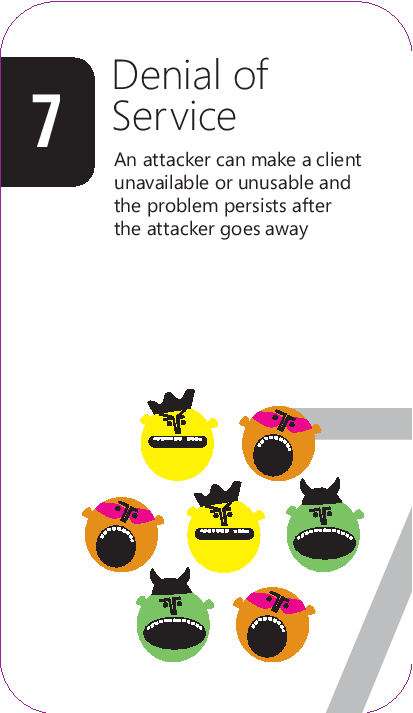 7
Denial of
Service
An attacker can make a client
unavailable or unusable and
the problem persists after
the attacker goes away
7